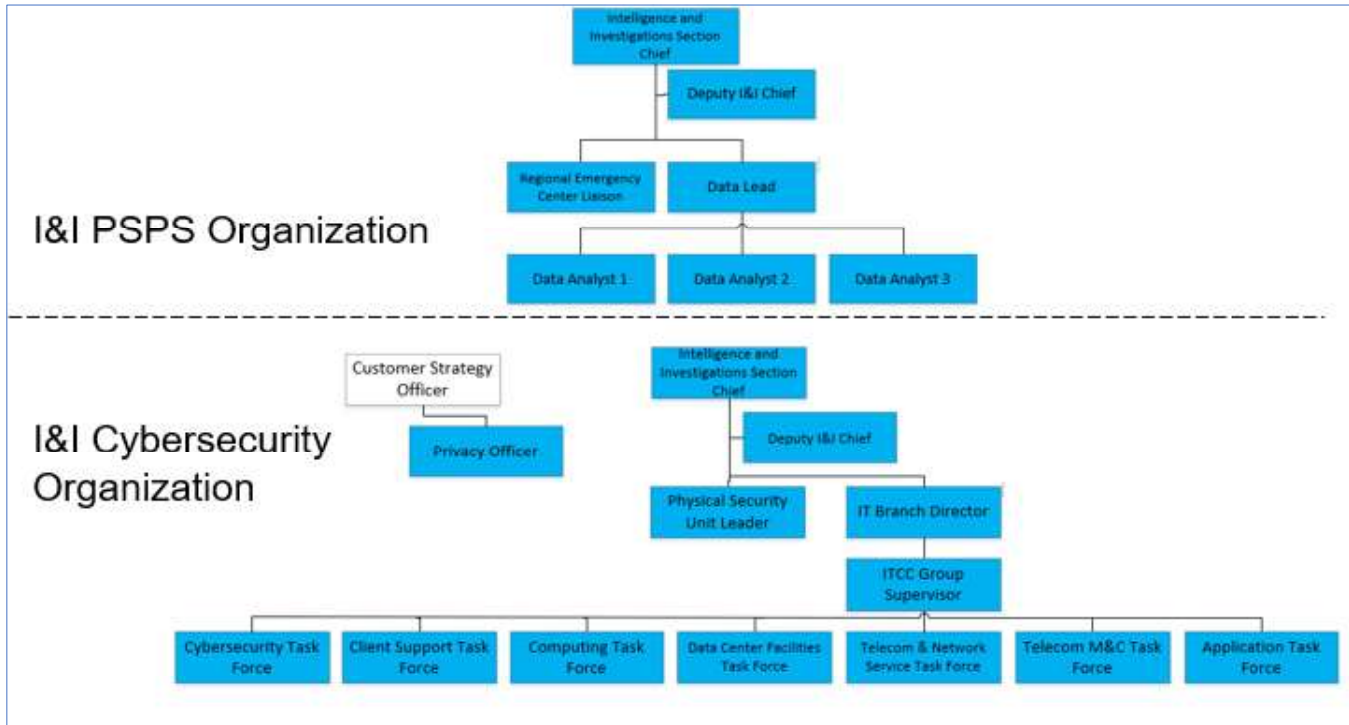 Intelligence and
Investigations Section
Chief
Deputy I&I Chief
Regional Emergency
Center Liaison
Data Lead
I&I PSPS Organization
Data Analyst 1
Data Analyst 2
Data Analyst 3
Customer Strategy
Officer
Intelligence and
Investigations Section
Chief
I&I Cybersecurity
Organization
Privacy Officer
Deputy I&I Chief
Physical Security
Unit Leader
IT Branch Director
ITCC Group
Supervisor
Cybersecurity Task
Force
Client Support Task
Force
Computing Task
Force
Data Center Facilities
Task Force
Telecom & Network
Service Task Force
Telecom M&C Task
Force
Application Task
Force